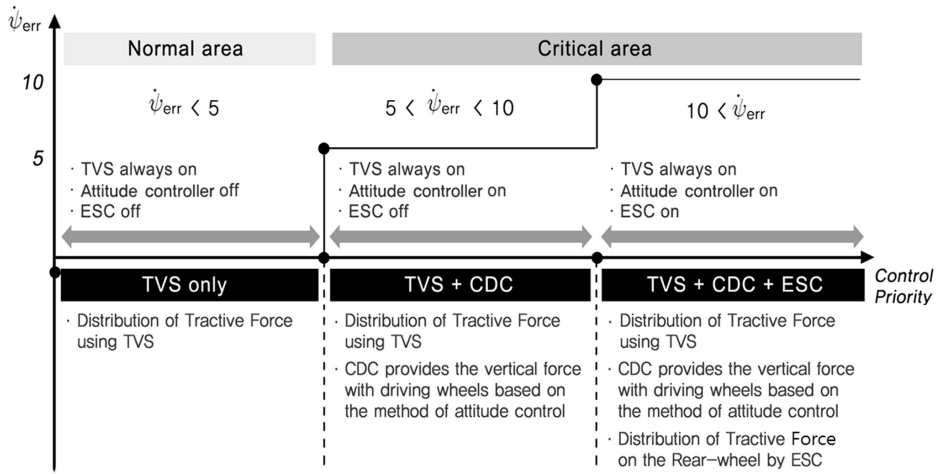 ψ̇err
Normal area
Critical area
10
5
ψ̇err < 5
5 < ψ̇err < 10
10 < ψ̇err
· TVS always on
· Attitude controller off
· ESC off
· TVS always on
· Attitude controller on
· ESC off
· TVS always on
· Attitude controller on
· ESC on
TVS only
TVS + CDC
TVS + CDC + ESC
Control
Priority
· Distribution of Tractive Force
using TVS
· Distribution of Tractive Force
using TVS
· CDC provides the vertical force
with driving wheels based on
the method of attitude control
· Distribution of Tractive Force
using TVS
· CDC provides the vertical force
with driving wheels based on
the method of attitude control
· Distribution of Tractive Force
on the Rear-wheel by ESC